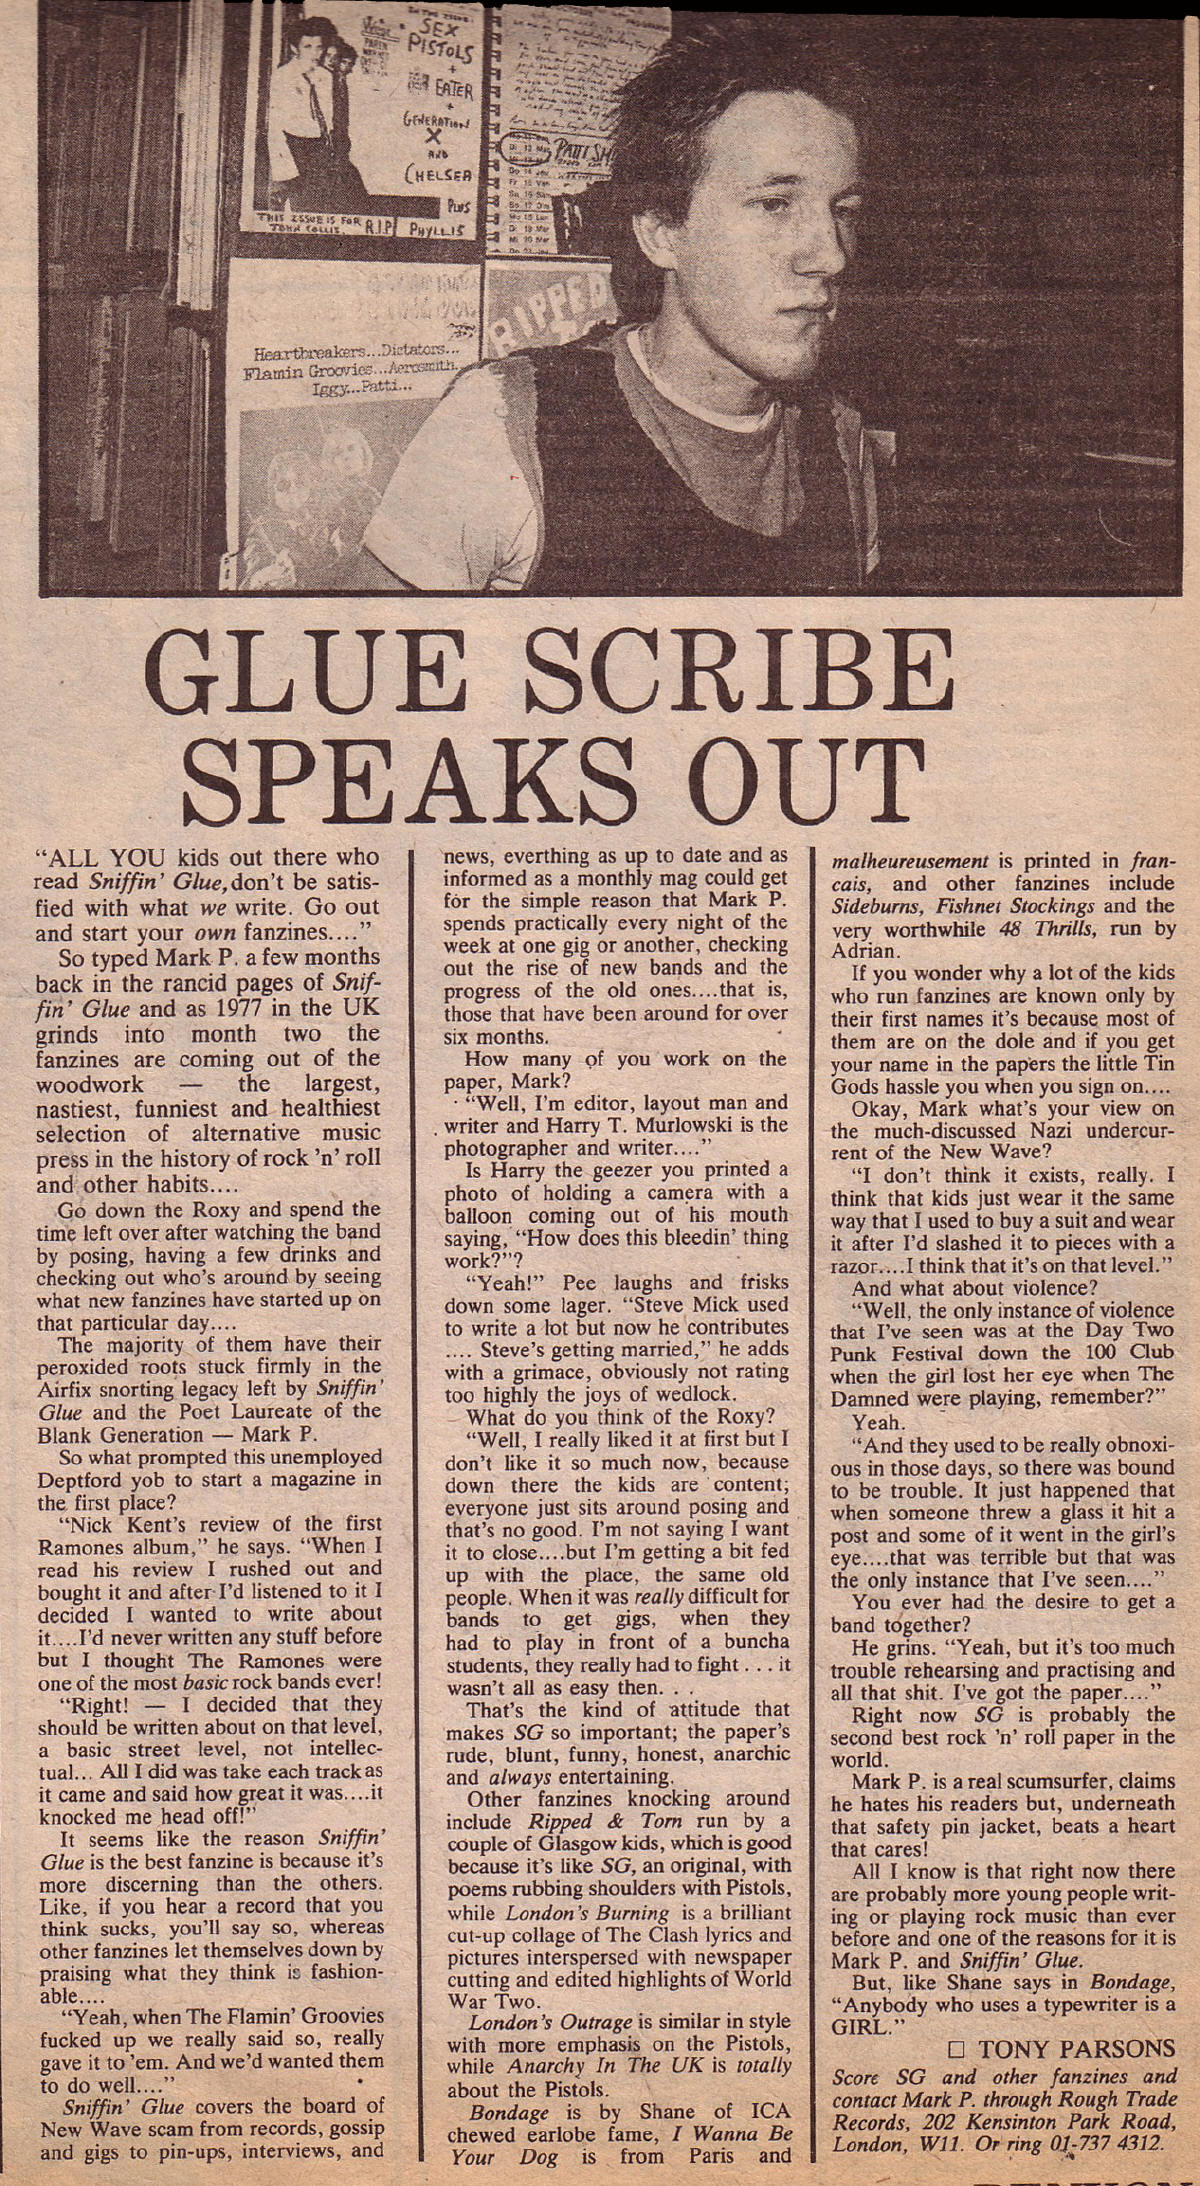 IN THIS ISSUE:
SEX
PISTOLS
+
EATER
+
GENERATION
X
AND
CHELSEA
PLUS
THIS ISSUE IS FOR
JOHN COLLIS. R.I.P
PHYLLIS
PATTI
RIPPED
Heartbreakers...Dictators...
Flamin Groovies...Aerosmith.
Iggy...Patti...
GLUE SCRIBE
SPEAKS OUT
“ALL YOU kids out there who
read Sniffin’ Glue, don’t be satis-
fied with what we write. Go out
and start your own fanzines....”
So typed Mark P. a few months
back in the rancid pages of Snif-
fin’ Glue and as 1977 in the UK
grinds into month two the
fanzines are coming out of the
woodwork — the largest,
nastiest, funniest and healthiest
selection of alternative music
press in the history of rock ’n’ roll
and other habits....
Go down the Roxy and spend the
time left over after watching the band
by posing, having a few drinks and
checking out who’s around by seeing
what new fanzines have started up on
that particular day....
The majority of them have their
peroxided roots stuck firmly in the
Airfix snorting legacy left by Sniffin’
Glue and the Poet Laureate of the
Blank Generation — Mark P.
So what prompted this unemployed
Deptford yob to start a magazine in
the first place?
“Nick Kent’s review of the first
Ramones album,” he says. “When I
read his review I rushed out and
bought it and after I’d listened to it I
decided I wanted to write about
it....I’d never written any stuff before
but I thought The Ramones were
one of the most basic rock bands ever!
“Right! — I decided that they
should be written about on that level,
a basic street level, not intellec-
tual... All I did was take each track as
it came and said how great it was....it
knocked me head off!”
It seems like the reason Sniffin’
Glue is the best fanzine is because it’s
more discerning than the others.
Like, if you hear a record that you
think sucks, you’ll say so, whereas
other fanzines let themselves down by
praising what they think is fashion-
able....
“Yeah, when The Flamin’ Groovies
fucked up we really said so, really
gave it to ’em. And we’d wanted them
to do well....”
Sniffin’ Glue covers the board of
New Wave scam from records, gossip
and gigs to pin-ups, interviews, and
news, everthing as up to date and as
informed as a monthly mag could get
for the simple reason that Mark P.
spends practically every night of the
week at one gig or another, checking
out the rise of new bands and the
progress of the old ones....that is,
those that have been around for over
six months.
How many of you work on the
paper, Mark?
“Well, I’m editor, layout man and
writer and Harry T. Murlowski is the
photographer and writer....”
Is Harry the geezer you printed a
photo of holding a camera with a
balloon coming out of his mouth
saying, “How does this bleedin’ thing
work?”?
“Yeah!” Pee laughs and frisks
down some lager. “Steve Mick used
to write a lot but now he contributes
.... Steve’s getting married,” he adds
with a grimace, obviously not rating
too highly the joys of wedlock.
What do you think of the Roxy?
“Well, I really liked it at first but I
don’t like it so much now, because
down there the kids are content;
everyone just sits around posing and
that’s no good. I’m not saying I want
it to close....but I’m getting a bit fed
up with the place, the same old
people. When it was really difficult for
bands to get gigs, when they
had to play in front of a buncha
students, they really had to fight . . . it
wasn’t all as easy then. . .
That’s the kind of attitude that
makes SG so important; the paper’s
rude, blunt, funny, honest, anarchic
and always entertaining.
Other fanzines knocking around
include Ripped & Torn run by a
couple of Glasgow kids, which is good
because it’s like SG, an original, with
poems rubbing shoulders with Pistols,
while London’s Burning is a brilliant
cut-up collage of The Clash lyrics and
pictures interspersed with newspaper
cutting and edited highlights of World
War Two.
London’s Outrage is similar in style
with more emphasis on the Pistols,
while Anarchy In The UK is totally
about the Pistols.
Bondage is by Shane of ICA
chewed earlobe fame, I Wanna Be
Your Dog is from Paris and
malheureusement is printed in fran-
cais, and other fanzines include
Sideburns, Fishnet Stockings and the
very worthwhile 48 Thrills, run by
Adrian.
If you wonder why a lot of the kids
who run fanzines are known only by
their first names it’s because most of
them are on the dole and if you get
your name in the papers the little Tin
Gods hassle you when you sign on....
Okay, Mark what’s your view on
the much-discussed Nazi undercur-
rent of the New Wave?
“I don’t think it exists, really. I
think that kids just wear it the same
way that I used to buy a suit and wear
it after I’d slashed it to pieces with a
razor....I think that it’s on that level.”
And what about violence?
“Well, the only instance of violence
that I’ve seen was at the Day Two
Punk Festival down the 100 Club
when the girl lost her eye when The
Damned were playing, remember?”
Yeah.
“And they used to be really obnoxi-
ous in those days, so there was bound
to be trouble. It just happened that
when someone threw a glass it hit a
post and some of it went in the girl’s
eye....that was terrible but that was
the only instance that I’ve seen....”
You ever had the desire to get a
band together?
He grins. “Yeah, but it’s too much
trouble rehearsing and practising and
all that shit. I’ve got the paper....”
Right now SG is probably the
second best rock ’n’ roll paper in the
world.
Mark P. is a real scumsurfer, claims
he hates his readers but, underneath
that safety pin jacket, beats a heart
that cares!
All I know is that right now there
are probably more young people writ-
ing or playing rock music than ever
before and one of the reasons for it is
Mark P. and Sniffin’ Glue.
But, like Shane says in Bondage,
“Anybody who uses a typewriter is a
GIRL.”
□ TONY PARSONS
Score SG and other fanzines and
contact Mark P. through Rough Trade
Records, 202 Kensinton Park Road,
London, W11. Or ring 01-737 4312.